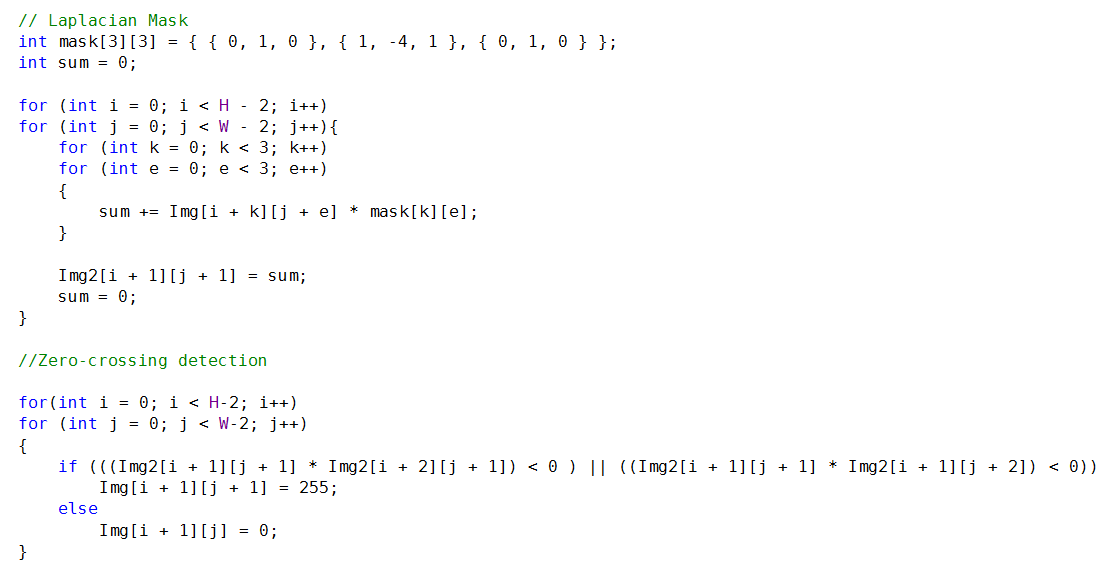 // Laplacian Mask
int mask[3][3] = { { 0, 1, 0 }, { 1, -4, 1 }, { 0, 1, 0 } };
int sum = 0;
for (int i = 0; i < H - 2; i++)
for (int j = 0; j < W - 2; j++){
for (int k = 0; k < 3; k++)
for (int e = 0; e < 3; e++)
{
sum += Img[i + k][j + e] * mask[k][e];
}
Img2[i + 1][j + 1] = sum;
sum = 0;
}
//Zero-crossing detection
for(int i = 0; i < H-2; i++)
for (int j = 0; j < W-2; j++)
{
if (((Img2[i + 1][j + 1] * Img2[i + 2][j + 1]) < 0 ) || ((Img2[i + 1][j + 1] * Img2[i + 1][j + 2]) < 0))
Img[i + 1][j + 1] = 255;
else
Img[i + 1][j] = 0;
}